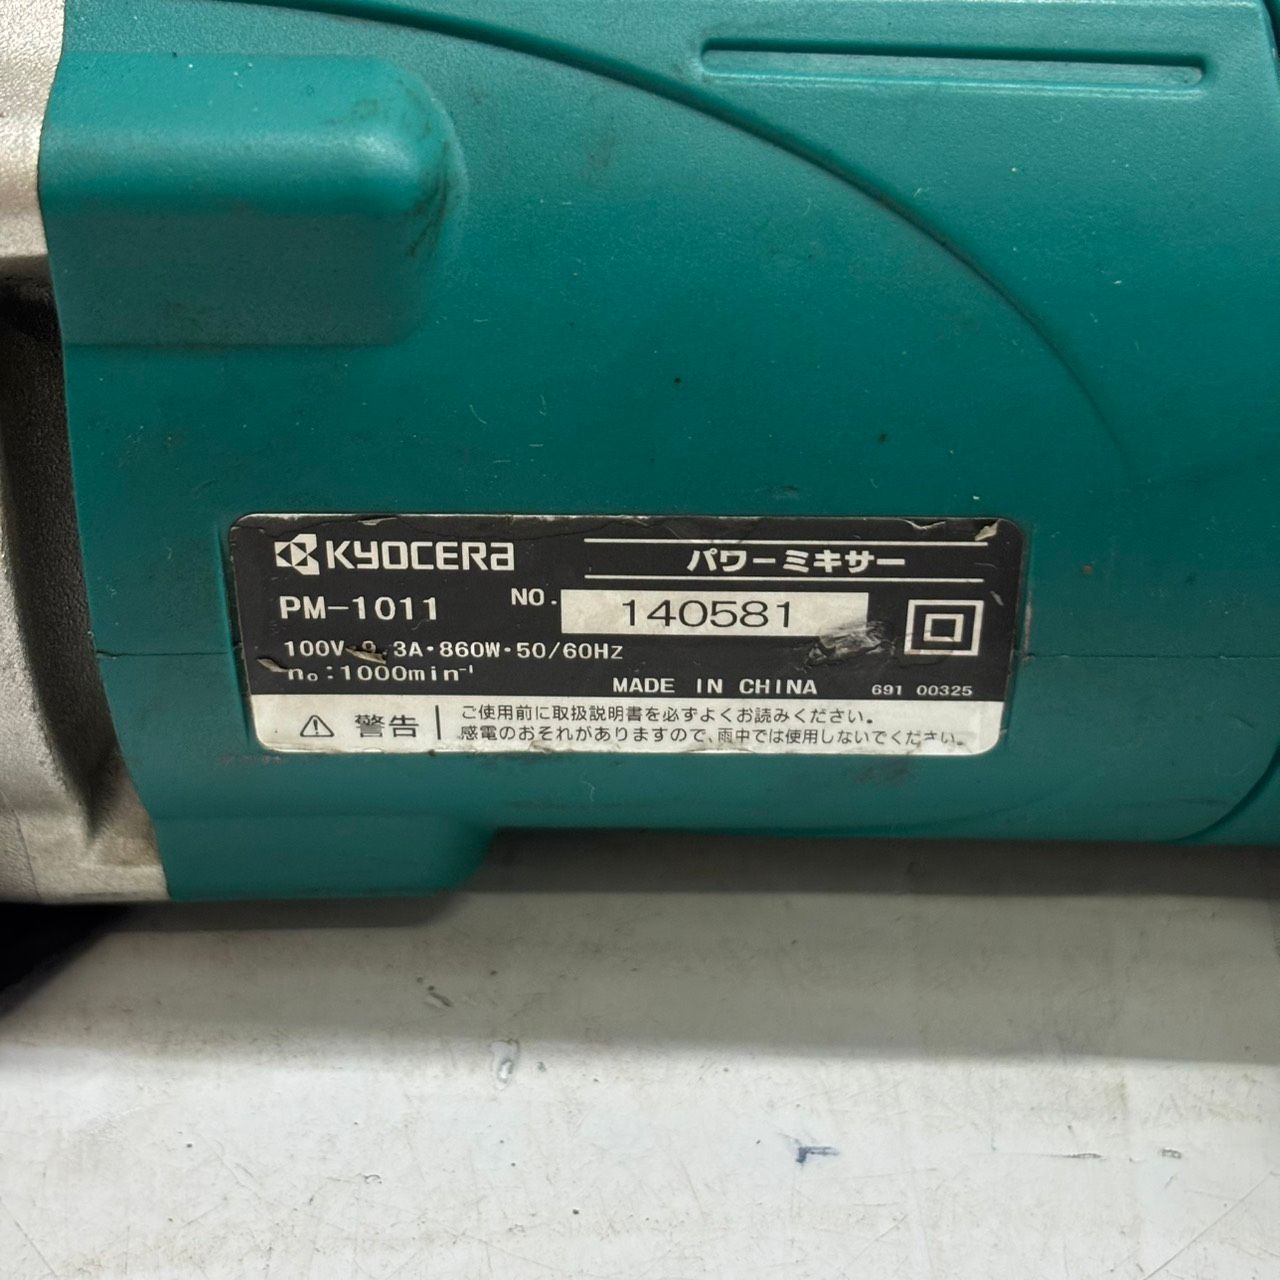 KYOCERA
パワーミキサー
PM-1011
NO. 140581
100V 9.3A・860W・50/60Hz
n₀:1000min⁻¹
MADE IN CHINA 691 00325
⚠ 警告
ご使用前に取扱説明書を必ずよくお読みください。
感電のおそれがありますので、雨中では使用しないでください。